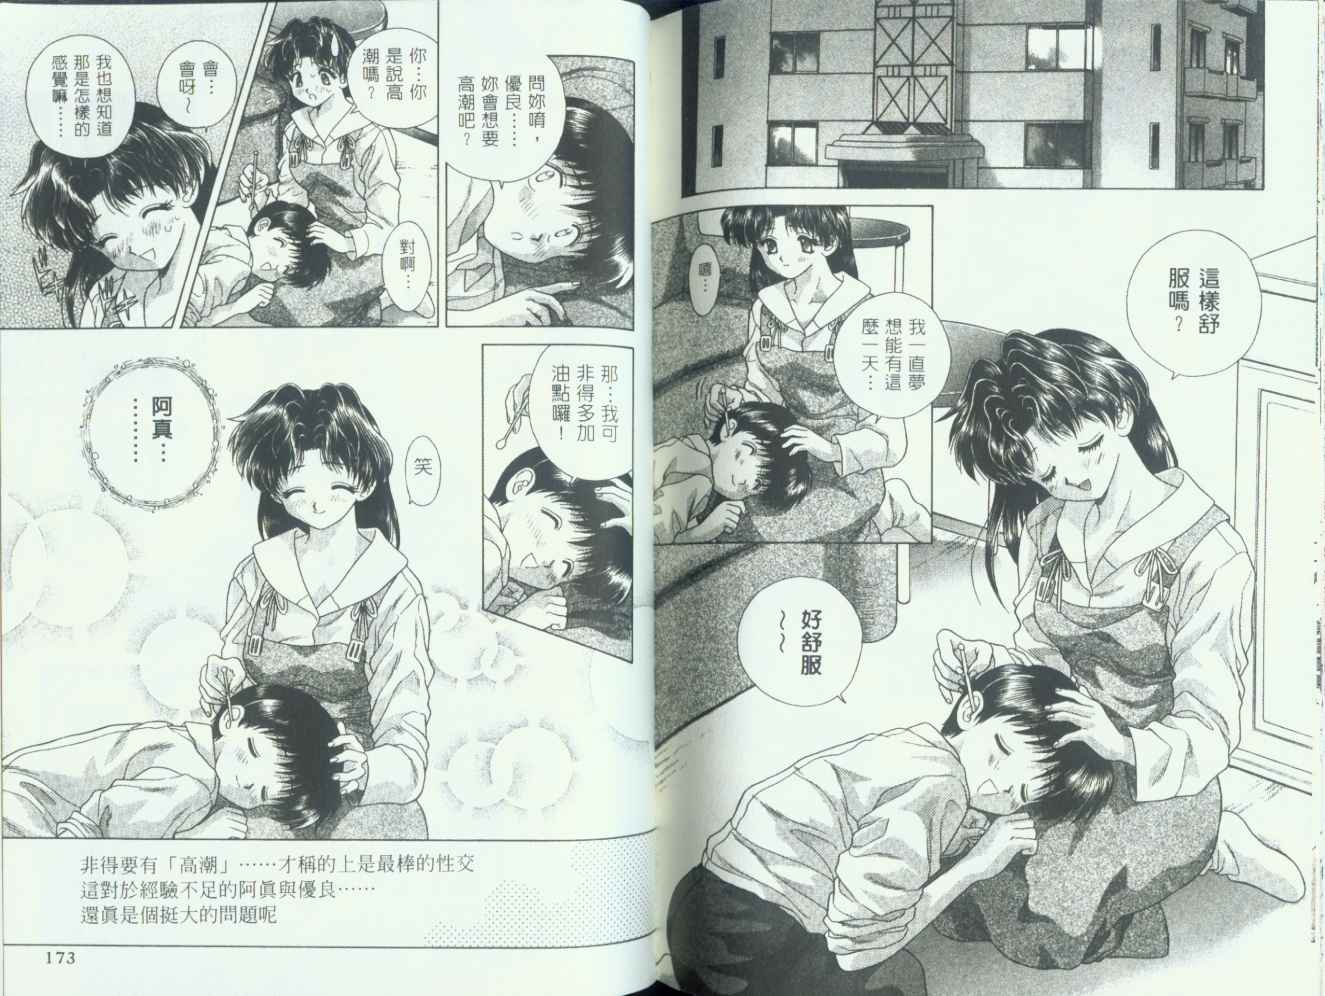 這樣舒
服嗎？
嗯…
我一直夢
想能有這
麼一天…
好舒服
～～
問妳唷，
優良……
妳會想要
高潮吧？
你…你
是說高
潮嗎？
對啊…
會…
會呀～
我也想知道
那是怎樣的
感覺嘛……
那…我可
非得多加
油點囉！
笑
阿真…
………
非得要有「高潮」……才稱的上是最棒的性交
這對於經驗不足的阿眞與優良……
還眞是個挺大的問題呢
173